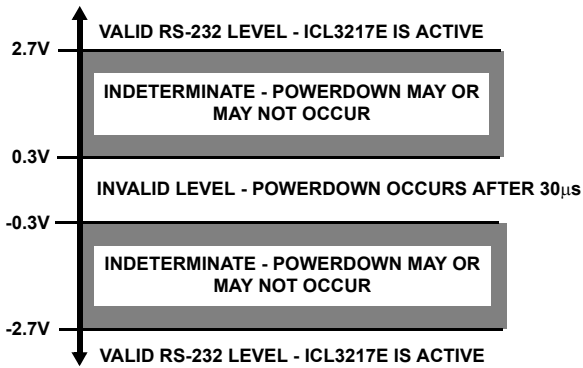 VALID RS-232 LEVEL - ICL3217E IS ACTIVE
2.7V
INDETERMINATE - POWERDOWN MAY OR
MAY NOT OCCUR
0.3V
INVALID LEVEL - POWERDOWN OCCURS AFTER 30μs
-0.3V
INDETERMINATE - POWERDOWN MAY OR
MAY NOT OCCUR
-2.7V
VALID RS-232 LEVEL - ICL3217E IS ACTIVE